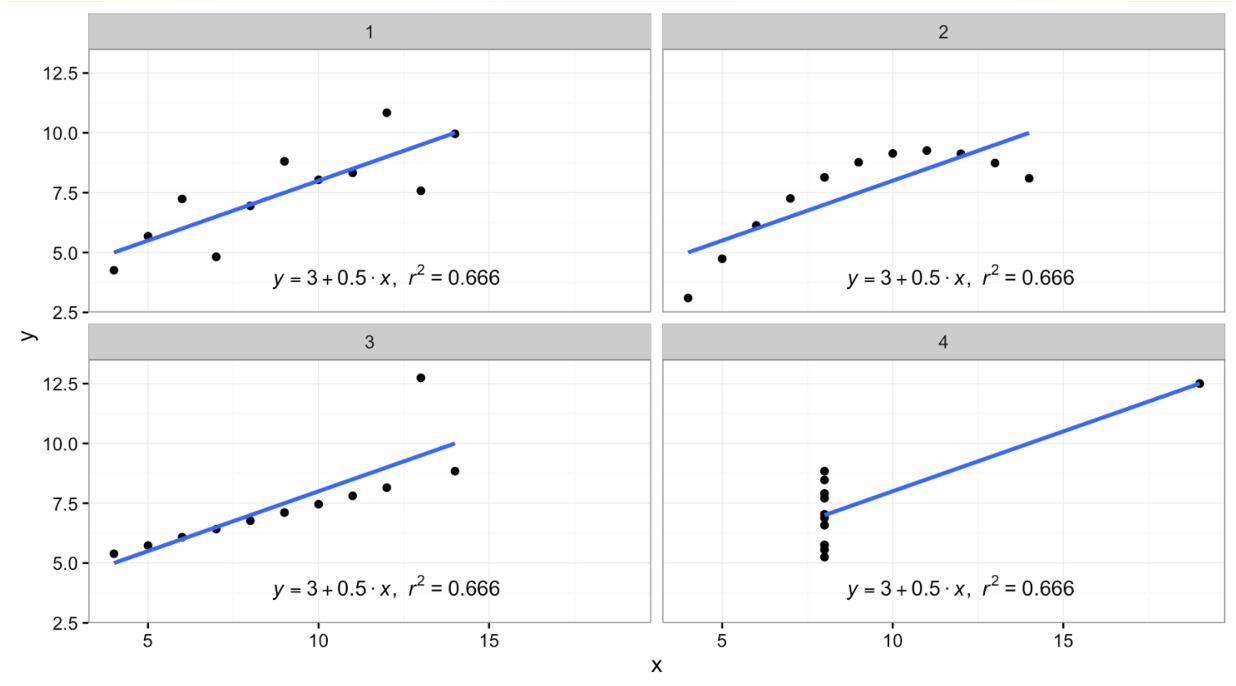 1
2
12.5
10.0
7.5
5.0
2.5
y = 3 + 0.5 · x, r² = 0.666
y = 3 + 0.5 · x, r² = 0.666
y
3
4
12.5
10.0
7.5
5.0
2.5
y = 3 + 0.5 · x, r² = 0.666
y = 3 + 0.5 · x, r² = 0.666
5 10 15
5 10 15
x